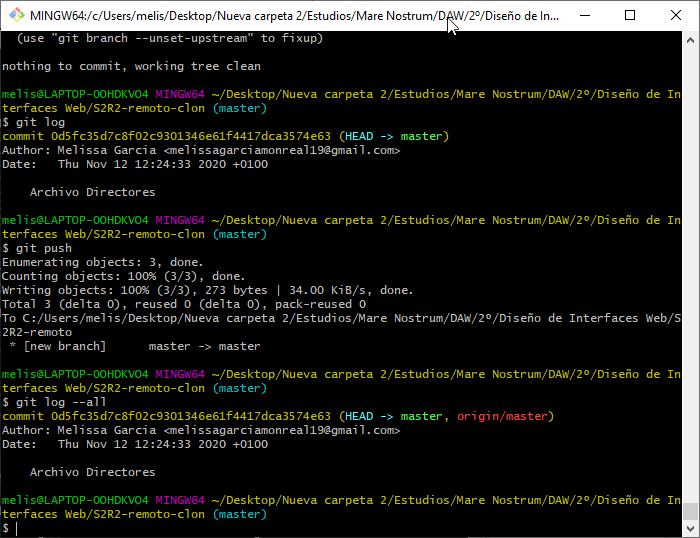 MINGW64:/c/Users/melis/Desktop/Nueva carpeta 2/Estudios/Mare Nostrum/DAW/2º/Diseño de In...
(use "git branch --unset-upstream" to fixup)
nothing to commit, working tree clean
melis@LAPTOP-OOHDKVO4 MINGW64 ~/Desktop/Nueva carpeta 2/Estudios/Mare Nostrum/DAW/2º/Diseño de In
terfaces Web/S2R2-remoto-clon (master)
$ git log
commit 0d5fc35d7c8f02c9301346e61f4417dca3574e63 (HEAD -> master)
Author: Melissa Garcia <melissagarciamonreal19@gmail.com>
Date:   Thu Nov 12 12:24:33 2020 +0100
Archivo Directores
melis@LAPTOP-OOHDKVO4 MINGW64 ~/Desktop/Nueva carpeta 2/Estudios/Mare Nostrum/DAW/2º/Diseño de In
terfaces Web/S2R2-remoto-clon (master)
$ git push
Enumerating objects: 3, done.
Counting objects: 100% (3/3), done.
Writing objects: 100% (3/3), 273 bytes | 34.00 KiB/s, done.
Total 3 (delta 0), reused 0 (delta 0), pack-reused 0
To C:/Users/melis/Desktop/Nueva carpeta 2/Estudios/Mare Nostrum/DAW/2º/Diseño de Interfaces Web/S
2R2-remoto
* [new branch]      master -> master
melis@LAPTOP-OOHDKVO4 MINGW64 ~/Desktop/Nueva carpeta 2/Estudios/Mare Nostrum/DAW/2º/Diseño de In
terfaces Web/S2R2-remoto-clon (master)
$ git log --all
commit 0d5fc35d7c8f02c9301346e61f4417dca3574e63 (HEAD -> master, origin/master)
Author: Melissa Garcia <melissagarciamonreal19@gmail.com>
Date:   Thu Nov 12 12:24:33 2020 +0100
Archivo Directores
melis@LAPTOP-OOHDKVO4 MINGW64 ~/Desktop/Nueva carpeta 2/Estudios/Mare Nostrum/DAW/2º/Diseño de In
terfaces Web/S2R2-remoto-clon (master)
$